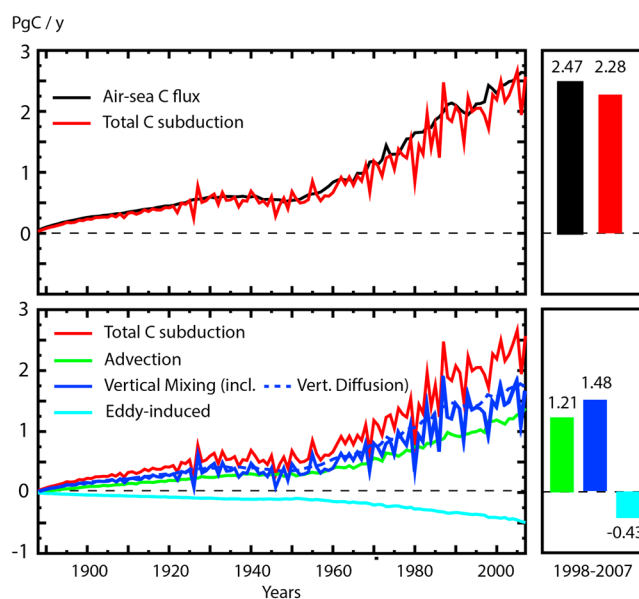 PgC / y
3
2
1
0
Air-sea C flux
Total C subduction
2.47 2.28
3
2
1
0
-1
Total C subduction
Advection
Vertical Mixing (incl. Vert. Diffusion)
Eddy-induced
1.21 1.48
-0.43
1900 1920 1940 1960 1980 2000
Years
1998-2007